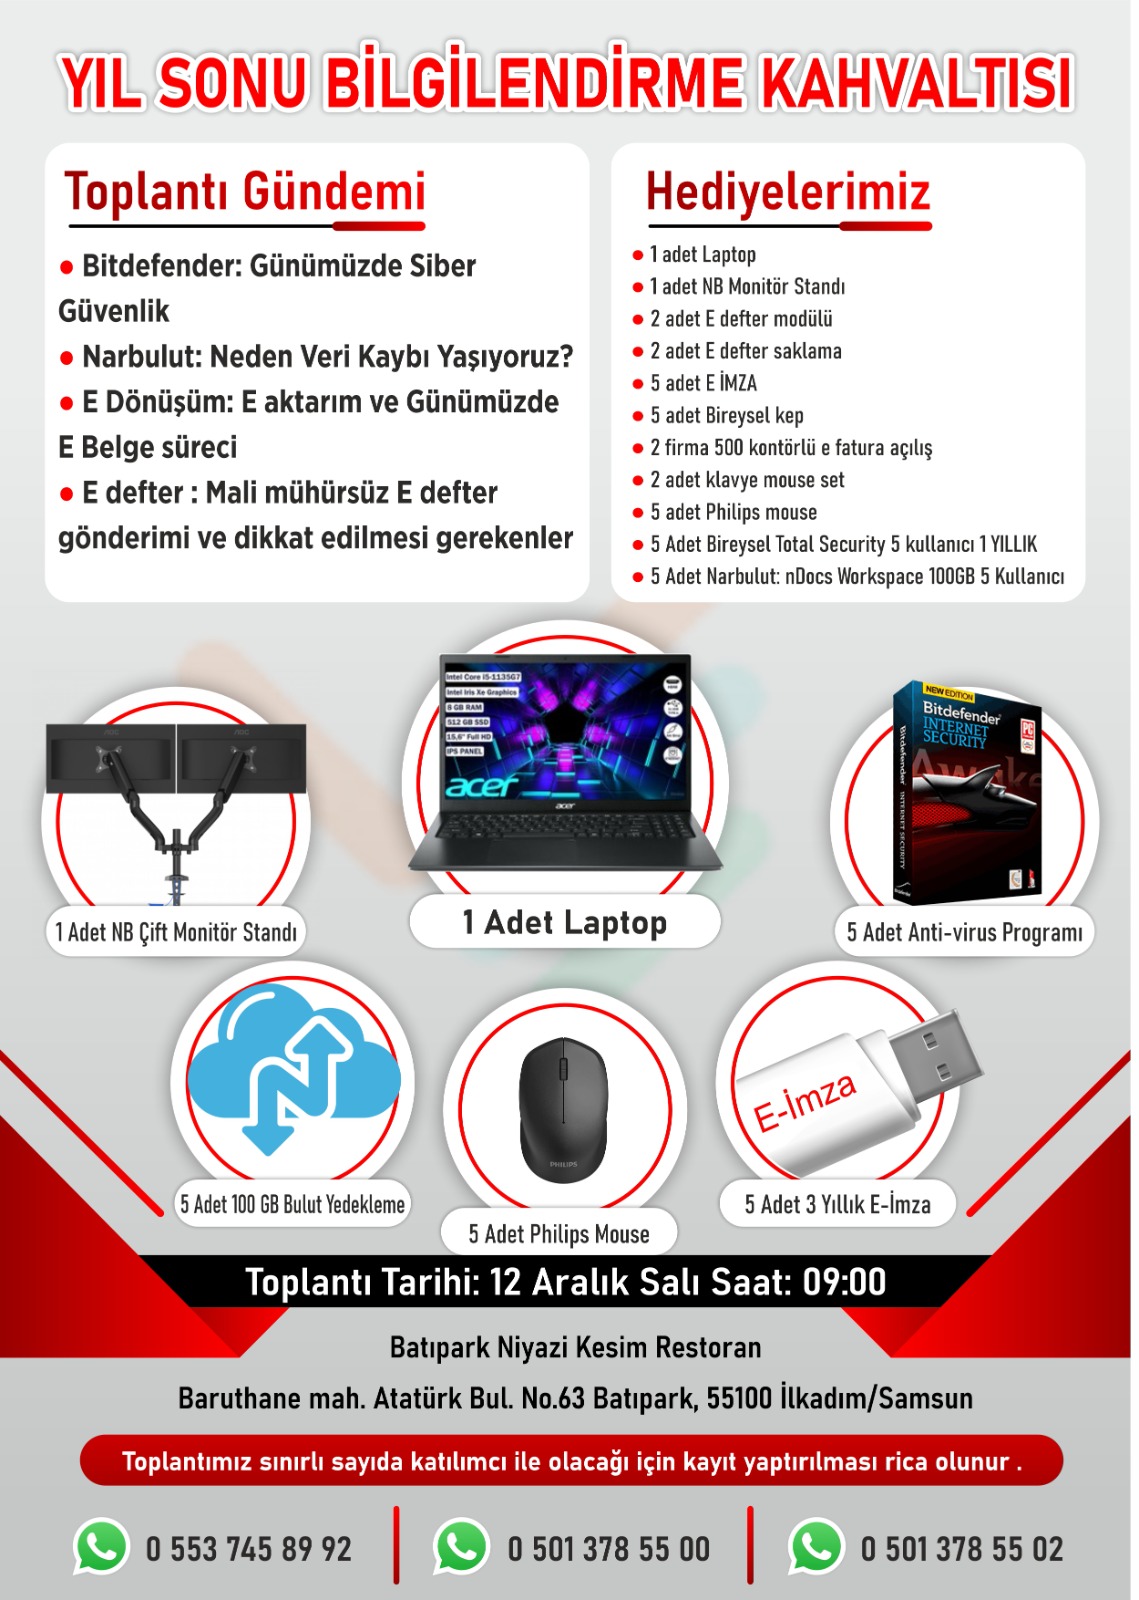 YIL SONU BİLGİLENDİRME KAHVALTISI
Toplantı Gündemi
● Bitdefender: Günümüzde Siber
Güvenlik
● Narbulut: Neden Veri Kaybı Yaşıyoruz?
● E Dönüşüm: E aktarım ve Günümüzde
E Belge süreci
● E defter : Mali mühürsüz E defter
gönderimi ve dikkat edilmesi gerekenler
Hediyelerimiz
● 1 adet Laptop
● 1 adet NB Monitör Standı
● 2 adet E defter modülü
● 2 adet E defter saklama
● 5 adet E İMZA
● 5 adet Bireysel kep
● 2 firma 500 kontörlü e fatura açılış
● 2 adet klavye mouse set
● 5 adet Philips mouse
● 5 Adet Bireysel Total Security 5 kullanıcı 1 YILLIK
● 5 Adet Narbulut: nDocs Workspace 100GB 5 Kullanıcı
AOC
AOC
1 Adet NB Çift Monitör Standı
Intel Core i5-1135G7
Intel Iris Xe Graphics
8 GB RAM
512 GB SSD
15,6" Full HD
IPS PANEL
acer
acer
1 Adet Laptop
NEW EDITION
Bitdefender
INTERNET
SECURITY
Awake
Bitdefender INTERNET SECURITY
PC
5 Adet Anti-virus Programı
5 Adet 100 GB Bulut Yedekleme
PHILIPS
5 Adet Philips Mouse
E-İmza
5 Adet 3 Yıllık E-İmza
Toplantı Tarihi: 12 Aralık Salı Saat: 09:00
Batıpark Niyazi Kesim Restoran
Baruthane mah. Atatürk Bul. No.63 Batıpark, 55100 İlkadım/Samsun
Toplantımız sınırlı sayıda katılımcı ile olacağı için kayıt yaptırılması rica olunur .
0 553 745 89 92
0 501 378 55 00
0 501 378 55 02